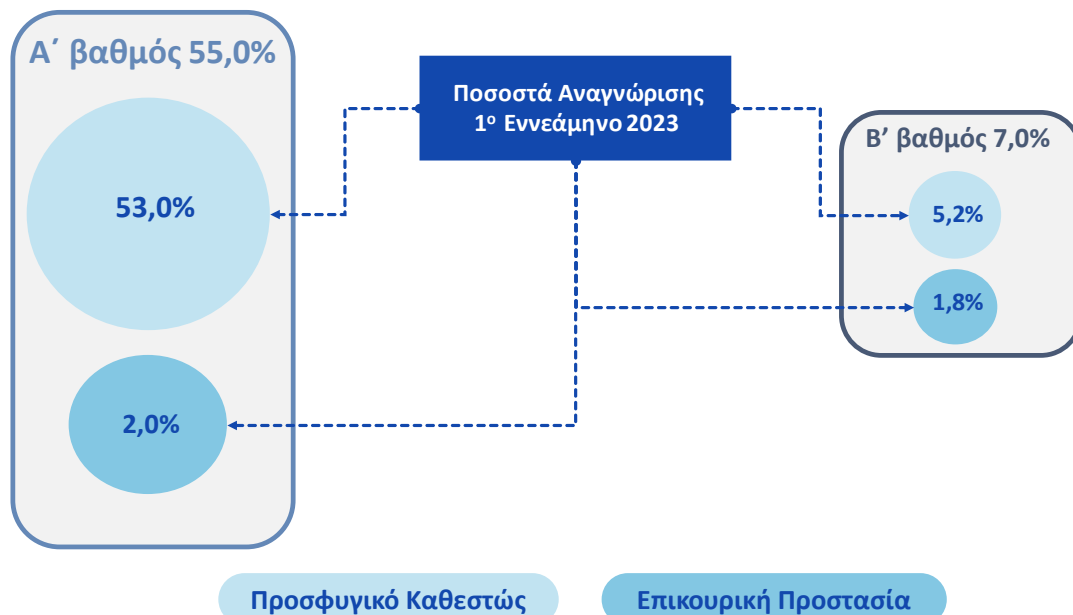 Α΄ βαθμός 55,0%
53,0%
2,0%
Ποσοστά Αναγνώρισης
1ο Εννεάμηνο 2023
Β’ βαθμός 7,0%
5,2%
1,8%
Προσφυγικό Καθεστώς
Επικουρική Προστασία